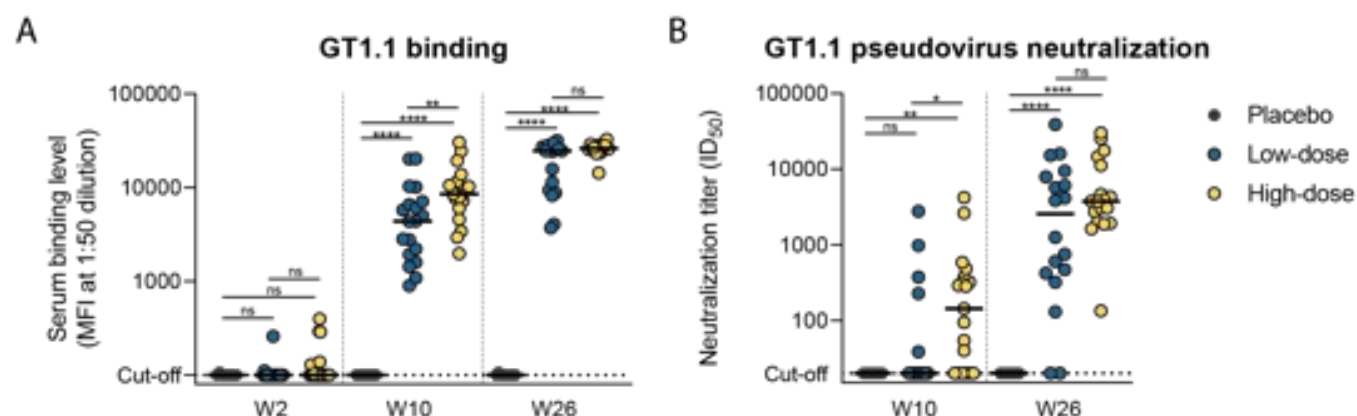 A
GT1.1 binding
Serum binding level
(MFI at 1:50 dilution)
100000
10000
1000
Cut-off
ns
ns
ns
**
****
****
ns
****
****
W2
W10
W26
B
GT1.1 pseudovirus neutralization
Neutralization titer (ID50)
100000
10000
1000
100
Cut-off
*
**
ns
ns
****
****
W10
W26
Placebo
Low-dose
High-dose